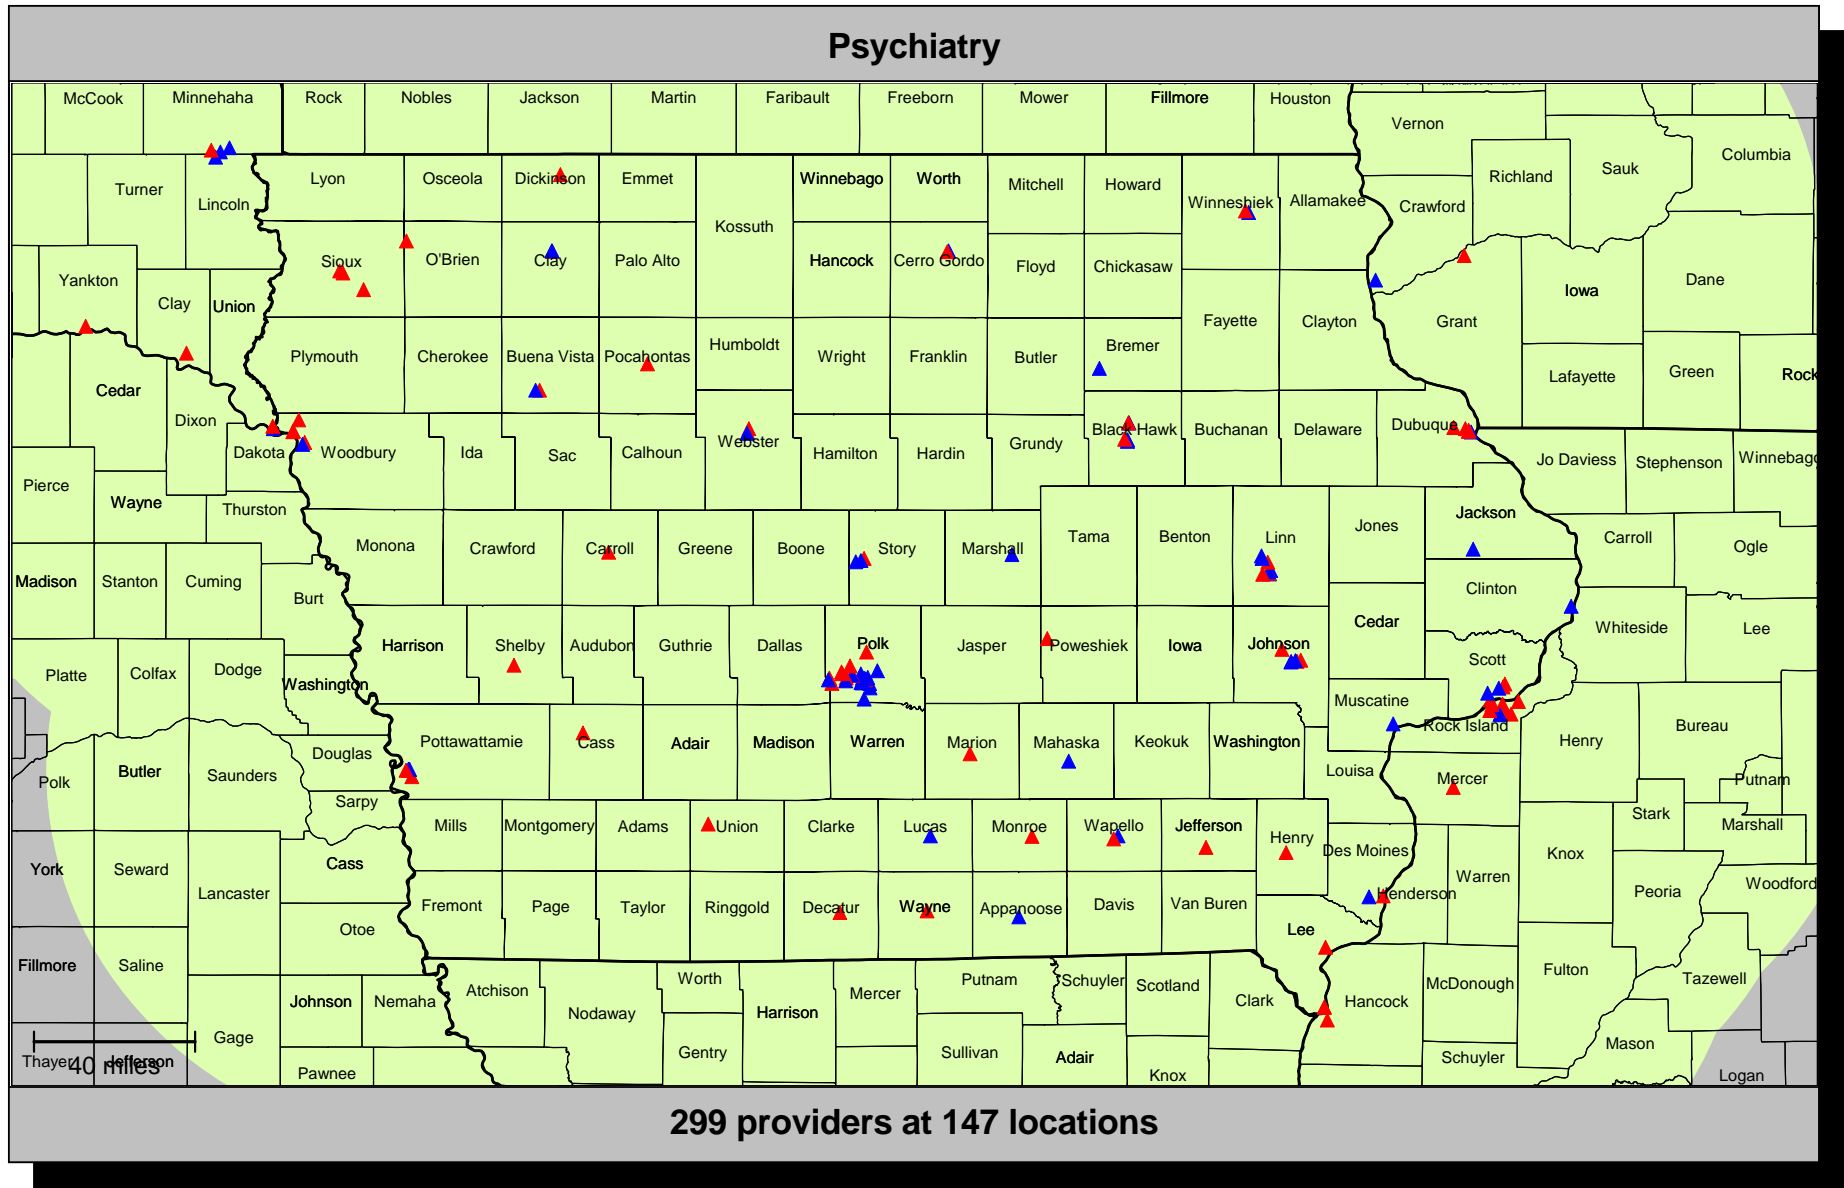 Psychiatry
McCook Minnehaha Rock Nobles Jackson Martin Faribault Freeborn Mower Fillmore Houston
Vernon
Turner Lincoln Lyon Osceola Dickinson Emmet Kossuth Winnebago Worth Mitchell Howard Winneshiek Allamakee Crawford Richland Sauk Columbia
Yankton Clay Union Sioux O'Brien Clay Palo Alto Hancock Cerro Gordo Floyd Chickasaw Iowa Dane
Fayette Clayton Grant
Cedar Dixon Plymouth Cherokee Buena Vista Pocahontas Humboldt Wright Franklin Butler Bremer Lafayette Green Rock
Pierce Wayne Dakota Woodbury Ida Sac Calhoun Webster Hamilton Hardin Grundy Black Hawk Buchanan Delaware Dubuque Jo Daviess Stephenson Winnebago
Thurston
Madison Stanton Cuming Burt Monona Crawford Carroll Greene Boone Story Marshall Tama Benton Linn Jones Jackson Carroll Ogle
Clinton
Platte Colfax Dodge Washington Harrison Shelby Audubon Guthrie Dallas Polk Jasper Poweshiek Iowa Johnson Cedar Scott Whiteside Lee
Muscatine Rock Island
Polk Butler Saunders Douglas Pottawattamie Cass Adair Madison Warren Marion Mahaska Keokuk Washington Louisa Mercer Henry Bureau Putnam
Sarpy
York Seward Lancaster Cass Mills Montgomery Adams Union Clarke Lucas Monroe Wapello Jefferson Henry Des Moines Warren Knox Stark Marshall
Peoria Woodford
Otoe Fremont Page Taylor Ringgold Decatur Wayne Appanoose Davis Van Buren Lee Henderson
Fillmore Saline Johnson Nemaha Atchison Nodaway Worth Harrison Mercer Putnam Schuyler Scotland Clark Hancock McDonough Fulton Tazewell
Gage Gentry Sullivan Adair Schuyler Mason
Thayer Jefferson Pawnee Knox Logan
40 miles
299 providers at 147 locations